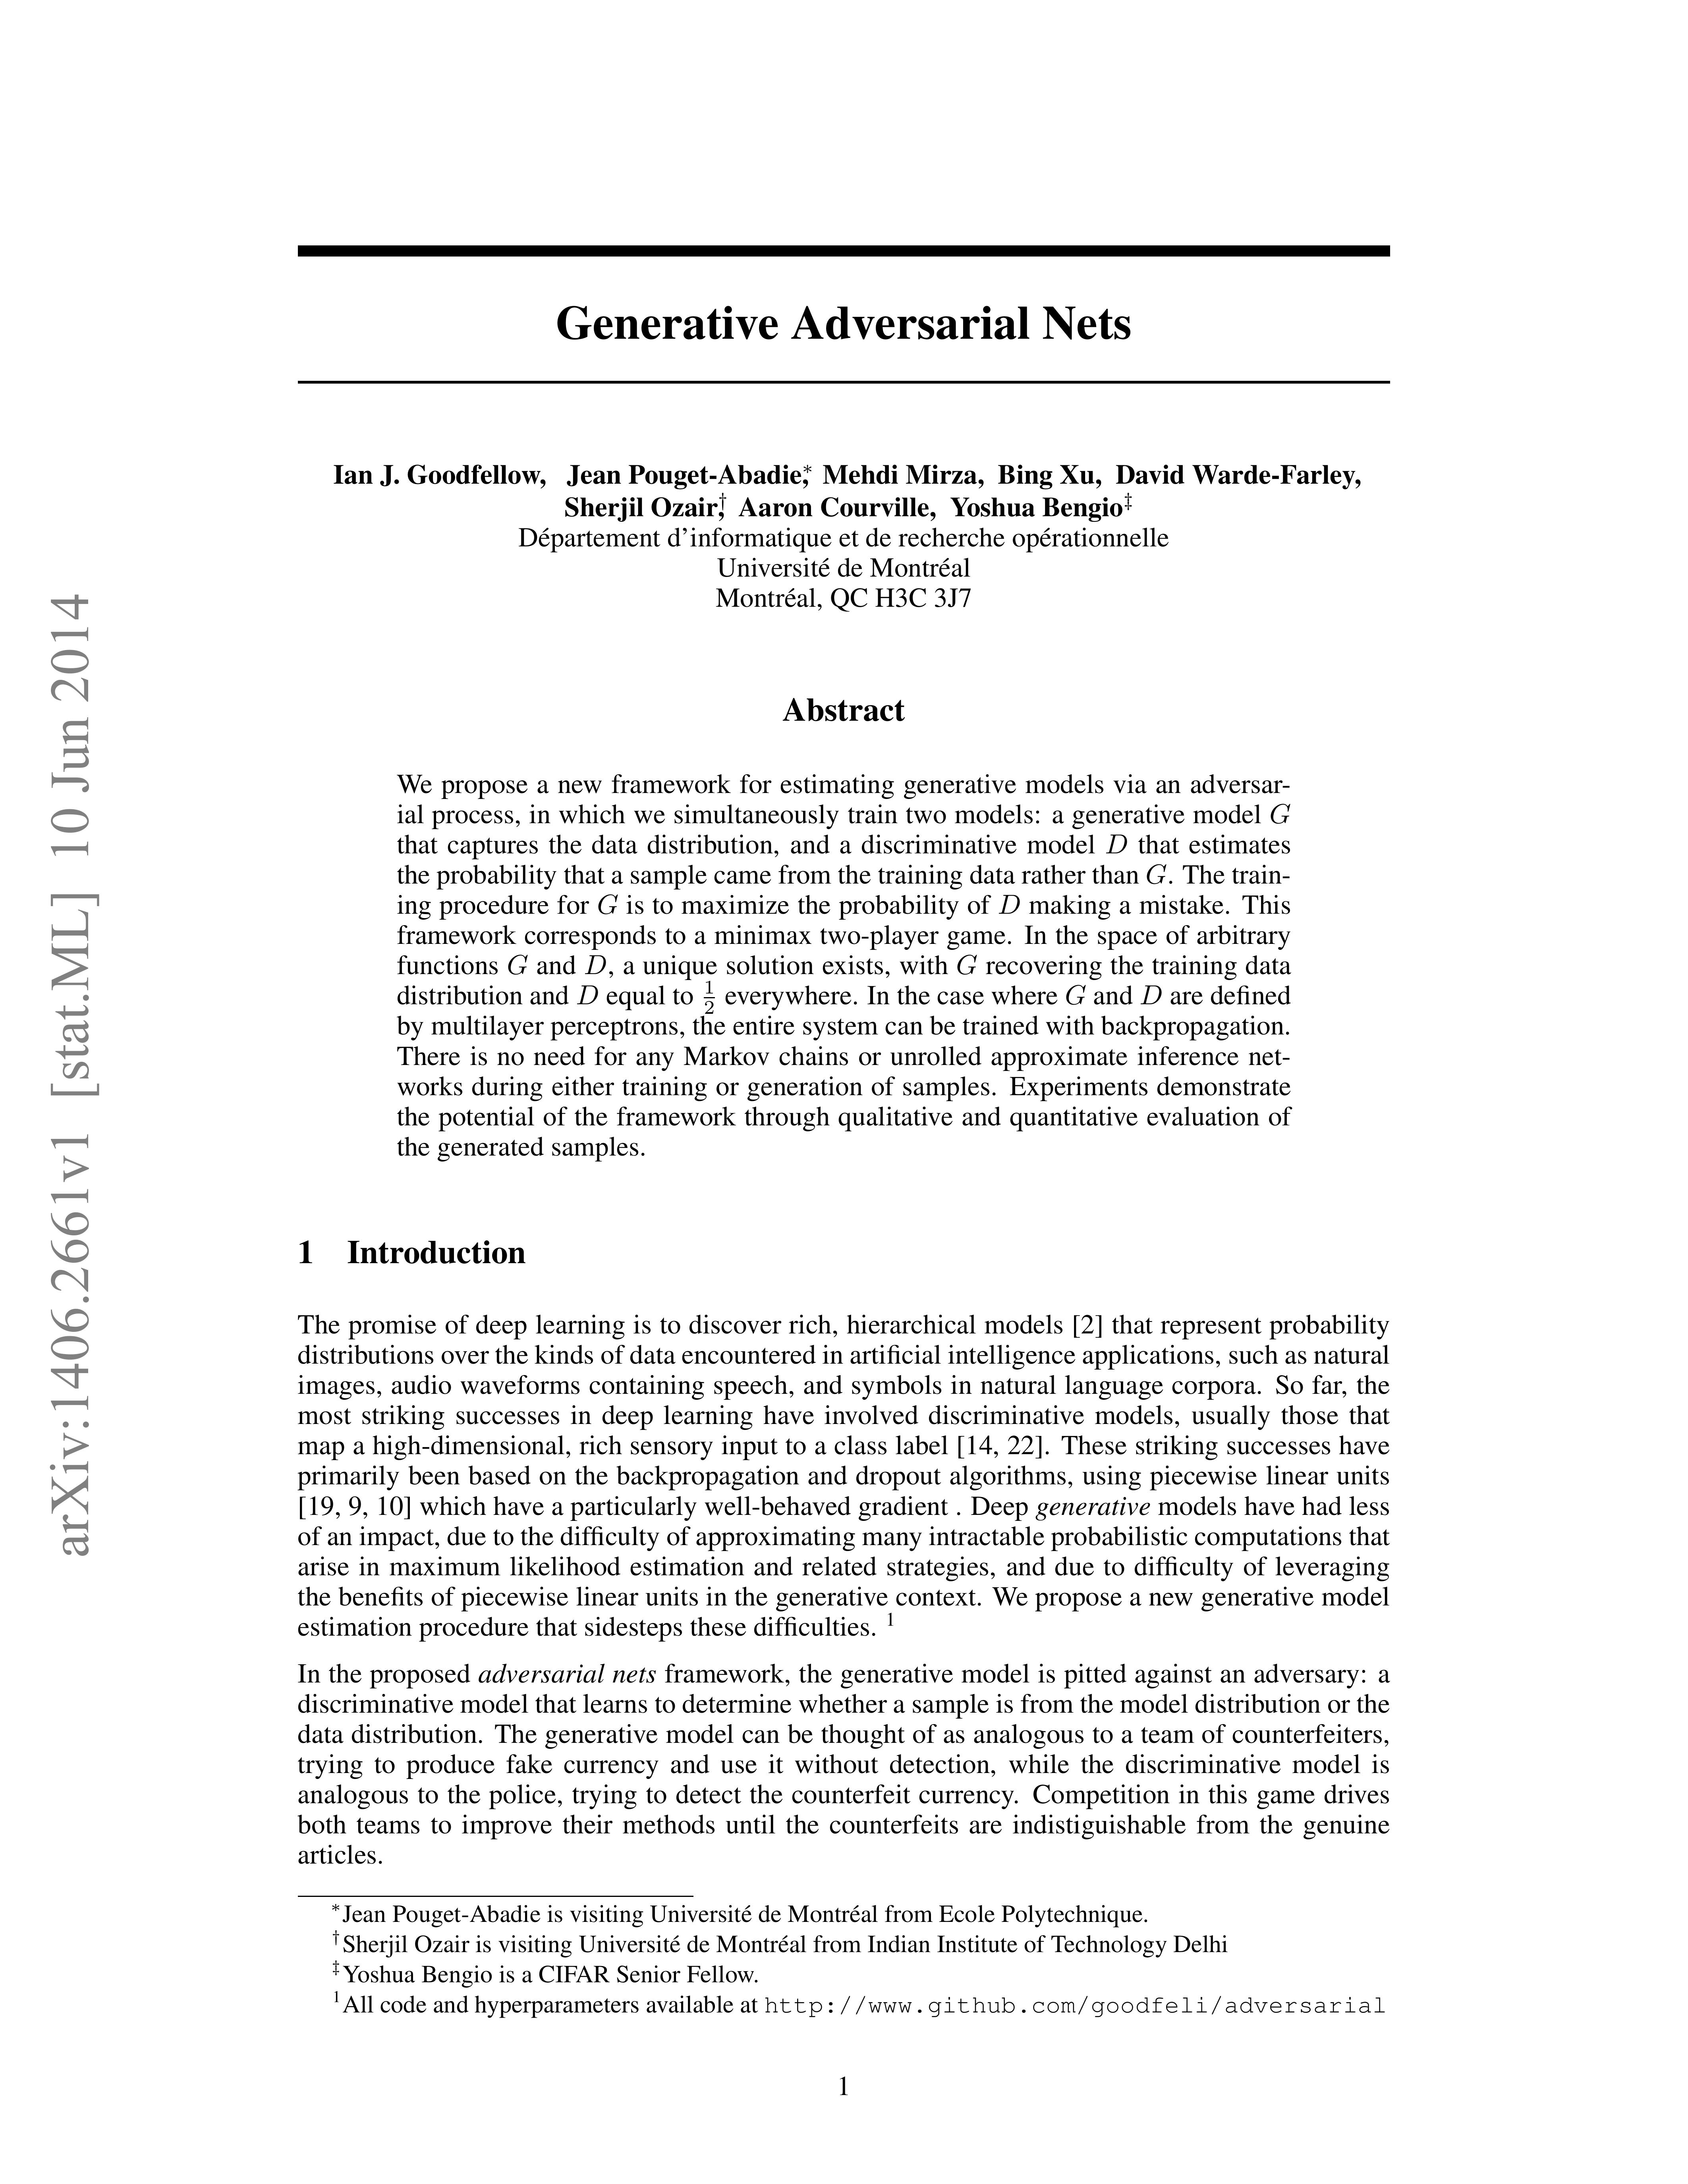 arXiv:1406.2661v1 [stat.ML] 10 Jun 2014
Generative Adversarial Nets
Ian J. Goodfellow, Jean Pouget-Abadie,* Mehdi Mirza, Bing Xu, David Warde-Farley,
Sherjil Ozair,† Aaron Courville, Yoshua Bengio‡
Département d'informatique et de recherche opérationnelle
Université de Montréal
Montréal, QC H3C 3J7
Abstract
We propose a new framework for estimating generative models via an adversar-
ial process, in which we simultaneously train two models: a generative model G
that captures the data distribution, and a discriminative model D that estimates
the probability that a sample came from the training data rather than G. The train-
ing procedure for G is to maximize the probability of D making a mistake. This
framework corresponds to a minimax two-player game. In the space of arbitrary
functions G and D, a unique solution exists, with G recovering the training data
distribution and D equal to 1/2 everywhere. In the case where G and D are defined
by multilayer perceptrons, the entire system can be trained with backpropagation.
There is no need for any Markov chains or unrolled approximate inference net-
works during either training or generation of samples. Experiments demonstrate
the potential of the framework through qualitative and quantitative evaluation of
the generated samples.
1 Introduction
The promise of deep learning is to discover rich, hierarchical models [2] that represent probability
distributions over the kinds of data encountered in artificial intelligence applications, such as natural
images, audio waveforms containing speech, and symbols in natural language corpora. So far, the
most striking successes in deep learning have involved discriminative models, usually those that
map a high-dimensional, rich sensory input to a class label [14, 22]. These striking successes have
primarily been based on the backpropagation and dropout algorithms, using piecewise linear units
[19, 9, 10] which have a particularly well-behaved gradient . Deep generative models have had less
of an impact, due to the difficulty of approximating many intractable probabilistic computations that
arise in maximum likelihood estimation and related strategies, and due to difficulty of leveraging
the benefits of piecewise linear units in the generative context. We propose a new generative model
estimation procedure that sidesteps these difficulties. 1
In the proposed adversarial nets framework, the generative model is pitted against an adversary: a
discriminative model that learns to determine whether a sample is from the model distribution or the
data distribution. The generative model can be thought of as analogous to a team of counterfeiters,
trying to produce fake currency and use it without detection, while the discriminative model is
analogous to the police, trying to detect the counterfeit currency. Competition in this game drives
both teams to improve their methods until the counterfeits are indistiguishable from the genuine
articles.
*Jean Pouget-Abadie is visiting Université de Montréal from Ecole Polytechnique.
†Sherjil Ozair is visiting Université de Montréal from Indian Institute of Technology Delhi
‡Yoshua Bengio is a CIFAR Senior Fellow.
1All code and hyperparameters available at http://www.github.com/goodfeli/adversarial
1